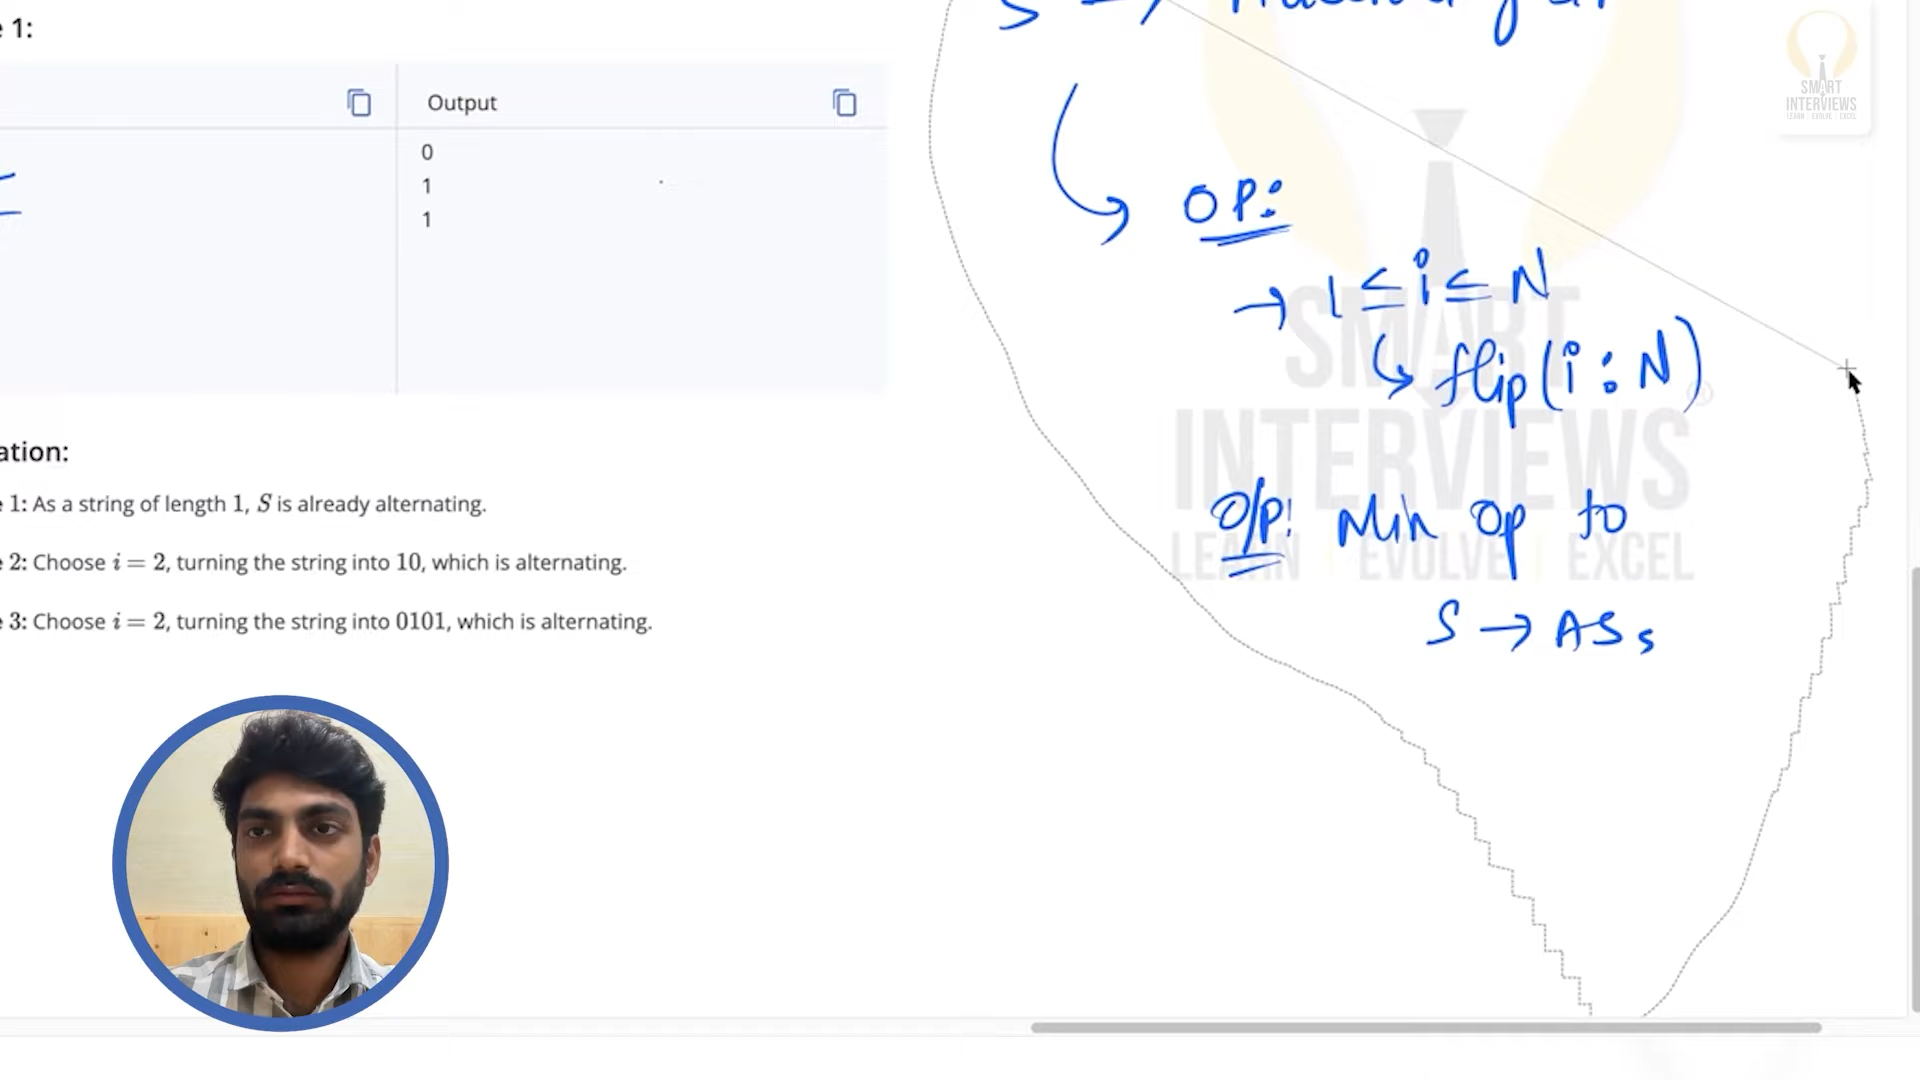 e 1:
Output
0
1
1
ation:
e 1: As a string of length 1, S is already alternating.
e 2: Choose i = 2, turning the string into 10, which is alternating.
e 3: Choose i = 2, turning the string into 0101, which is alternating.
S →
OP:
→ 1 ≤ i ≤ N
↳ flip(i : N)
O/P: Min Op to
S → AS
SMART
INTERVIEWS
LEARN | EVOLVE | EXCEL
SMART
INTERVIEWS
LEARN | EVOLVE | EXCEL